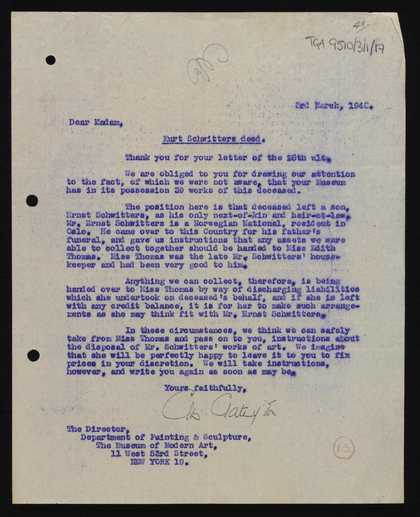 49.
TGA 9510/3/1/17
3rd March, 1948.
Dear Madam,
Kurt Schwitters decd.
Thank you for your letter of the 26th ult.
We are obliged to you for drawing our attention
to the fact, of which we were not aware, that your Museum
has in its possession 39 works of this deceased.
The position here is that deceased left a son,
Ernst Schwitters, as his only next-of-kin and heir-at-law.
Mr. Ernst Schwitters is a Norwegian National, resident in
Oslo. He came over to this Country for his father's
funeral, and gave us instructions that any assets we were
able to collect together should be handed to Miss Edith
Thomas. Miss Thomas was the late Mr. Schwitters' house-
keeper and had been very good to him.
Anything we can collect, therefore, is being
handed over to Miss Thomas by way of discharging liabilities
which she undertook on deceased's behalf, and if she is left
with any credit balance, it is for her to make such arrange-
ments as she may think fit with Mr. Ernst Schwitters.
In these circumstances, we think we can safely
take from Miss Thomas and pass on to you, instructions about
the disposal of Mr. Schwitters' works of art. We imagine
that she will be perfectly happy to leave it to you to fix
prices in your discretion. We will take instructions,
however, and write you again as soon as may be.
Yours faithfully,
The Director,
Department of Painting & Sculpture,
The Museum of Modern Art,
11 West 53rd Street,
NEW YORK 19.